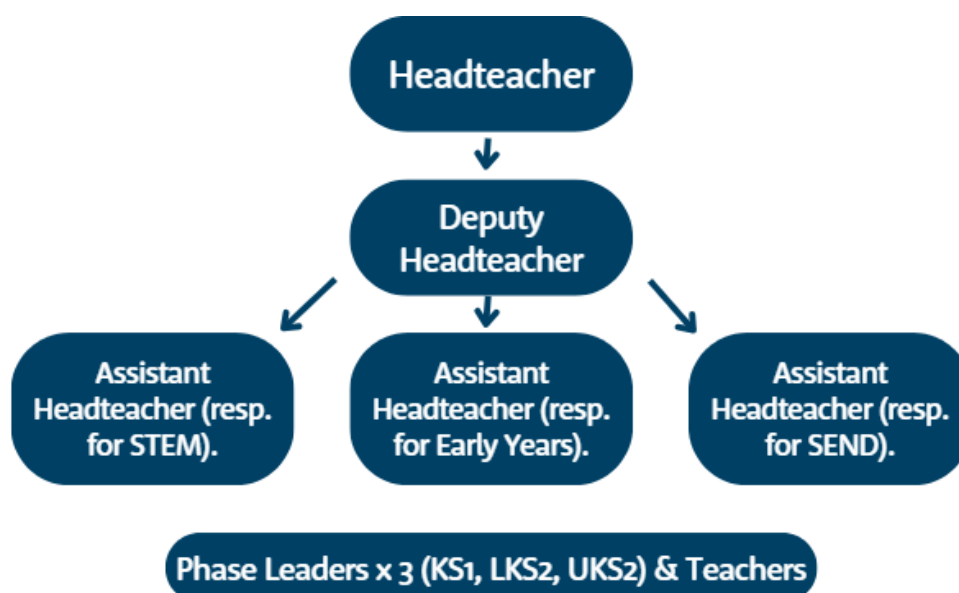 Headteacher
Deputy
Headteacher
Assistant
Headteacher (resp.
for STEM).
Assistant
Headteacher (resp.
for Early Years).
Assistant
Headteacher (resp.
for SEND).
Phase Leaders x 3 (KS1, LKS2, UKS2) & Teachers